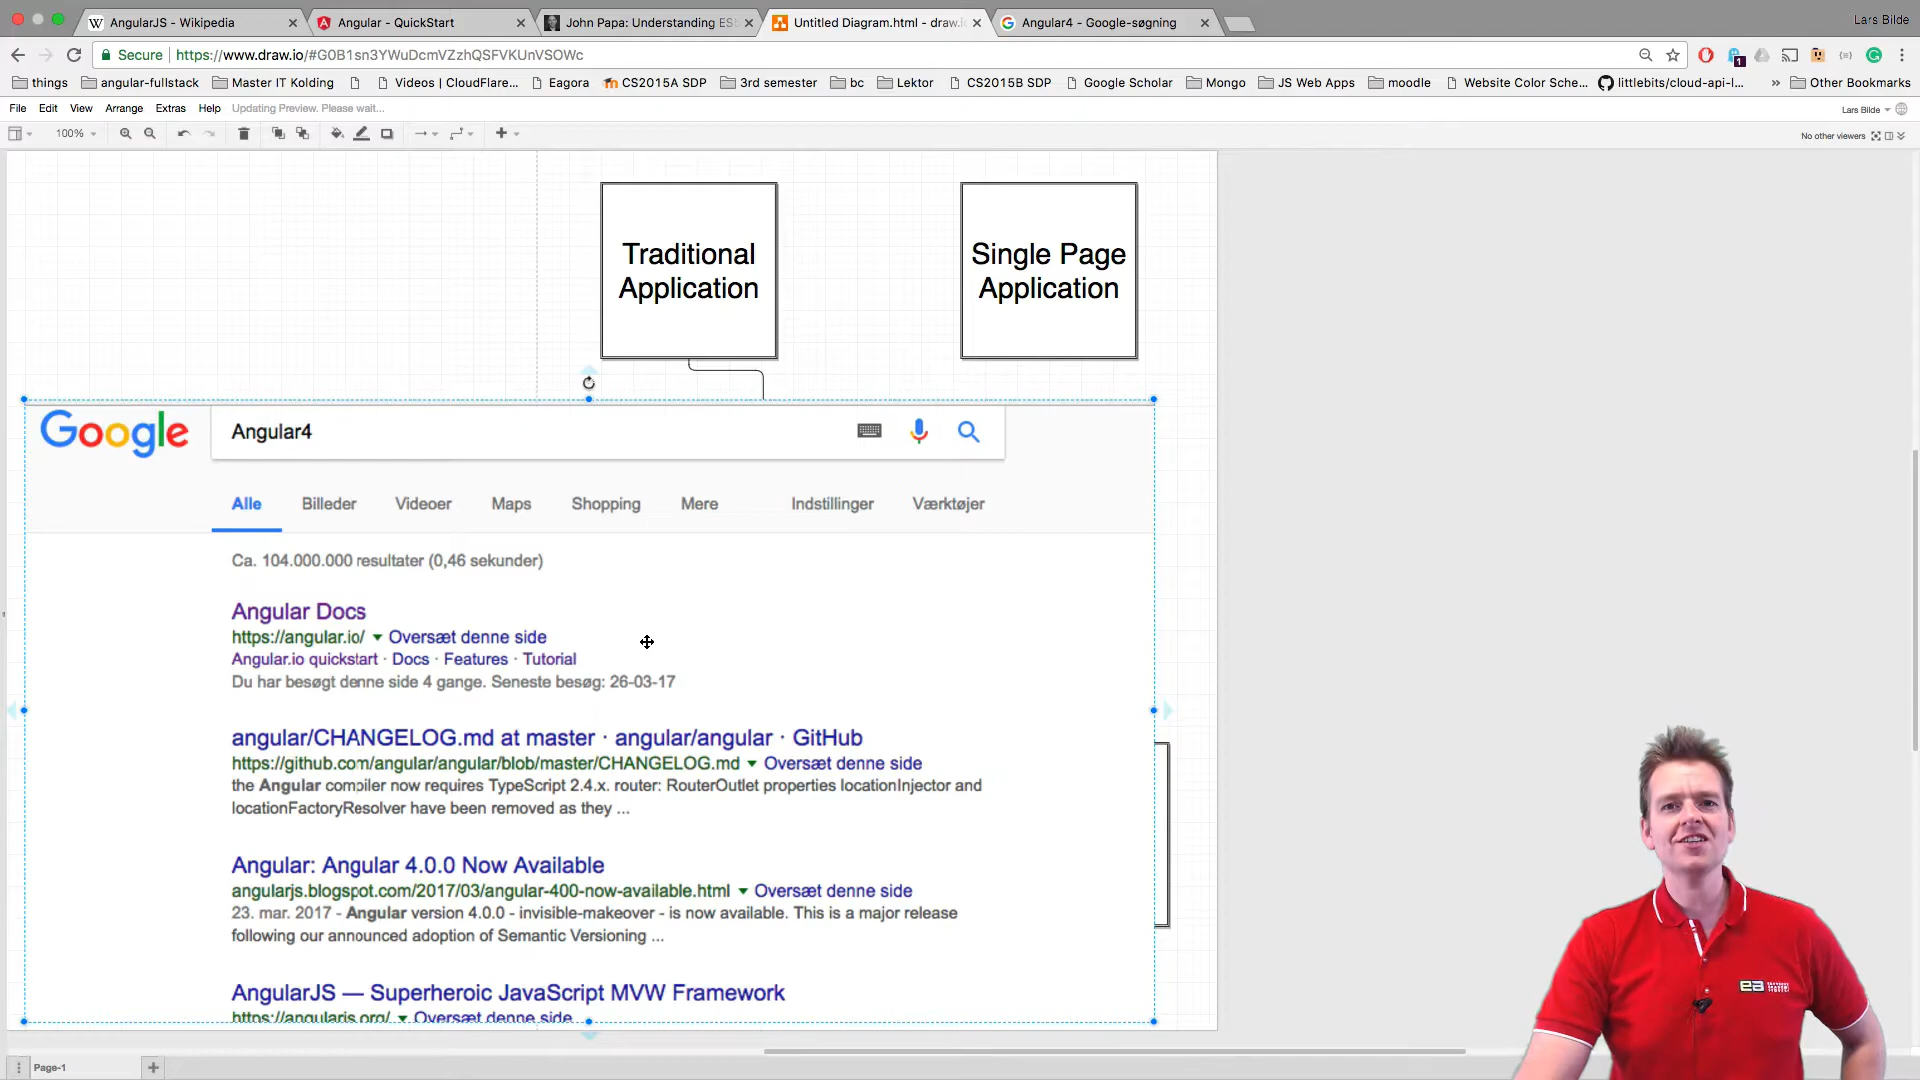 AngularJS - Wikipedia
Angular - QuickStart
John Papa: Understanding ES
Untitled Diagram.html - draw.i
Angular4 - Google-søgning
Lars Bilde
Secure
https://www.draw.io/#G0B1sn3YWuDcmVZzhQSFVKUnVSOWc
things
angular-fullstack
Master IT Kolding
Videos | CloudFlare...
Eagora
CS2015A SDP
3rd semester
bc
Lektor
CS2015B SDP
Google Scholar
Mongo
JS Web Apps
moodle
Website Color Sche...
littlebits/cloud-api-l...
Other Bookmarks
File Edit View Arrange Extras Help Updating Preview. Please wait...
Lars Bilde
100%
No other viewers
Traditional
Application
Single Page
Application
Google
Angular4
Alle Billeder Videoer Maps Shopping Mere Indstillinger Værktøjer
Ca. 104.000.000 resultater (0,46 sekunder)
Angular Docs
https://angular.io/ Oversæt denne side
Angular.io quickstart · Docs · Features · Tutorial
Du har besøgt denne side 4 gange. Seneste besøg: 26-03-17
angular/CHANGELOG.md at master · angular/angular · GitHub
https://github.com/angular/angular/blob/master/CHANGELOG.md Oversæt denne side
the Angular compiler now requires TypeScript 2.4.x. router: RouterOutlet properties locationInjector and
locationFactoryResolver have been removed as they ...
Angular: Angular 4.0.0 Now Available
angularjs.blogspot.com/2017/03/angular-400-now-available.html Oversæt denne side
23. mar. 2017 - Angular version 4.0.0 - invisible-makeover - is now available. This is a major release
following our announced adoption of Semantic Versioning ...
AngularJS — Superheroic JavaScript MVW Framework
https://angularjs.org/ Oversæt denne side
ea
Page-1